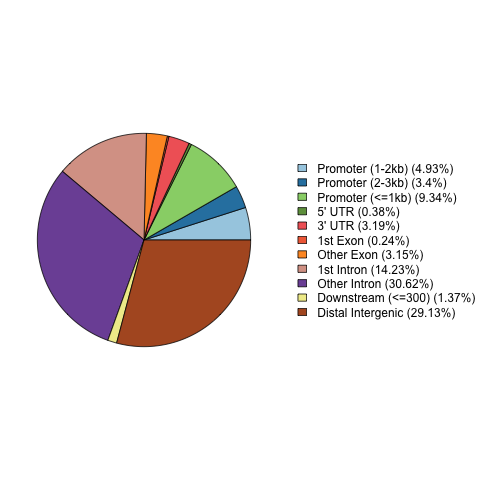 Promoter (1-2kb) (4.93%)
Promoter (2-3kb) (3.4%)
Promoter (<=1kb) (9.34%)
5' UTR (0.38%)
3' UTR (3.19%)
1st Exon (0.24%)
Other Exon (3.15%)
1st Intron (14.23%)
Other Intron (30.62%)
Downstream (<=300) (1.37%)
Distal Intergenic (29.13%)